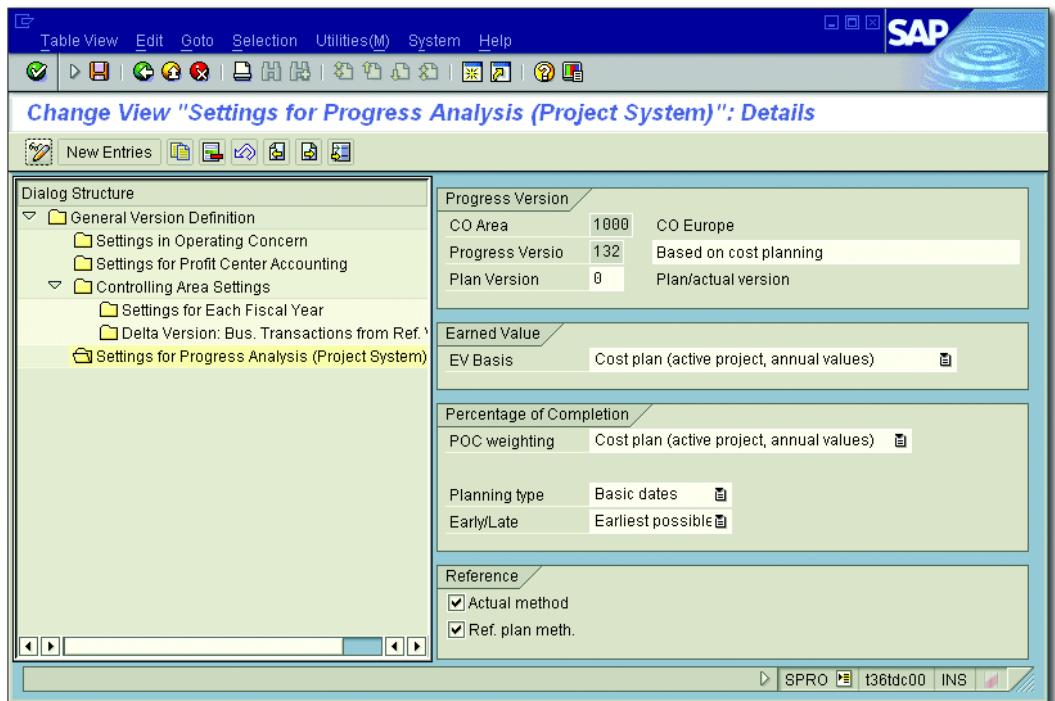 Table View Edit Goto Selection Utilities(M) System Help
SAP
Change View "Settings for Progress Analysis (Project System)": Details
New Entries
Dialog Structure
General Version Definition
Settings in Operating Concern
Settings for Profit Center Accounting
Controlling Area Settings
Settings for Each Fiscal Year
Delta Version: Bus. Transactions from Ref.
Settings for Progress Analysis (Project System)
Progress Version
CO Area 1000 CO Europe
Progress Versio 132 Based on cost planning
Plan Version 0 Plan/actual version
Earned Value
EV Basis Cost plan (active project, annual values)
Percentage of Completion
POC weighting Cost plan (active project, annual values)
Planning type Basic dates
Early/Late Earliest possible
Reference
Actual method
Ref. plan meth.
SPRO t36tdc00 INS